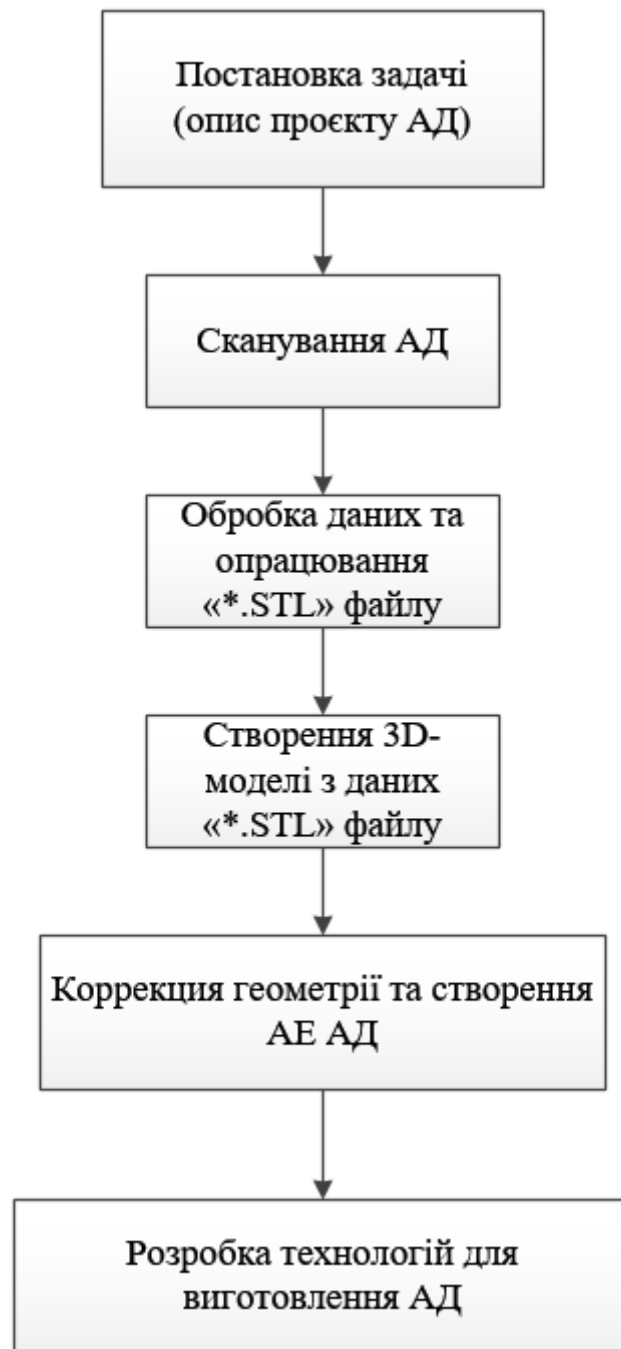 Постановка задачі
(опис проєкту АД)
Сканування АД
Обробка даних та
опрацювання
«*.STL» файлу
Створення 3D-
моделі з даних
«*.STL» файлу
Коррекция геометрії та створення
АЕ АД
Розробка технологій для
виготовлення АД